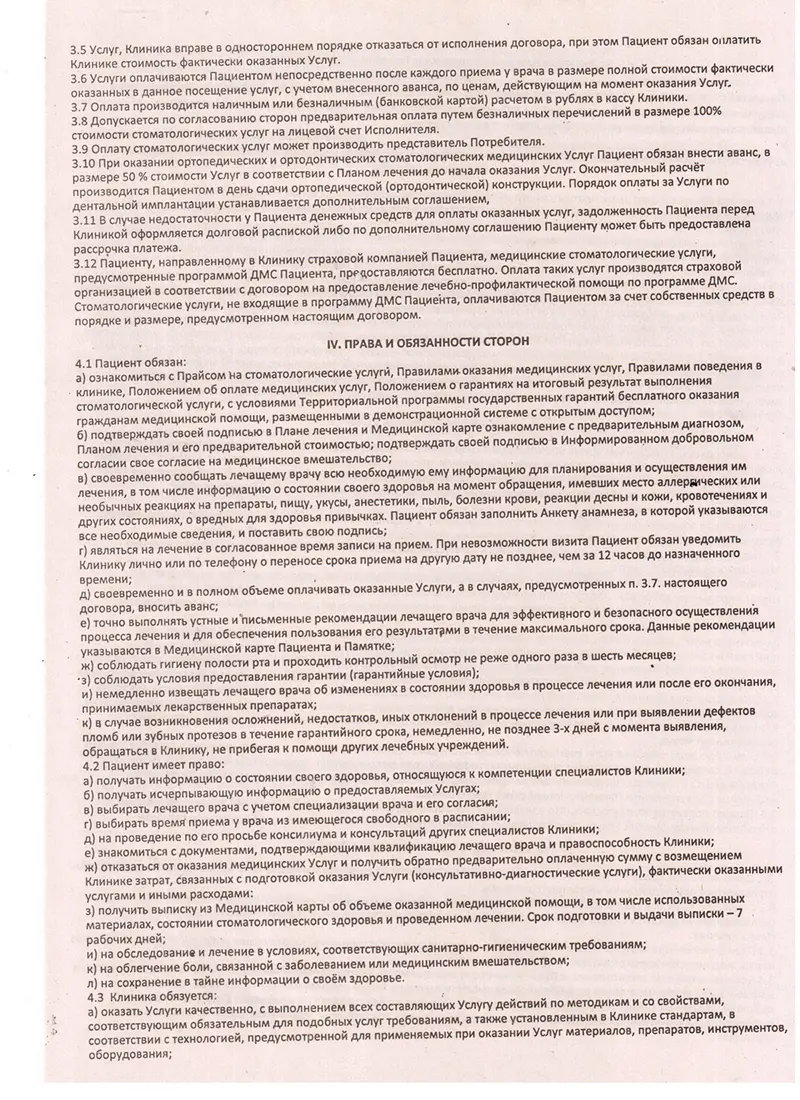 3.5 Услуг, Клиника вправе в одностороннем порядке отказаться от исполнения договора, при этом Пациент обязан оплатить
Клинике стоимость фактически оказанных Услуг.
3.6 Услуги оплачиваются Пациентом непосредственно после каждого приема у врача в размере полной стоимости фактически
оказанных в данное посещение услуг, с учетом внесенного аванса, по ценам, действующим на момент оказания Услуг.
3.7 Оплата производится наличным или безналичным (банковской картой) расчетом в рублях в кассу Клиники.
3.8 Допускается по согласованию сторон предварительная оплата путем безналичных перечислений в размере 100%
стоимости стоматологических услуг на лицевой счет Исполнителя.
3.9 Оплату стоматологических услуг может производить представитель Потребителя.
3.10 При оказании ортопедических и ортодонтических стоматологических медицинских Услуг Пациент обязан внести аванс, в
размере 50 % стоимости Услуг в соответствии с Планом лечения до начала оказания Услуг. Окончательный расчёт
производится Пациентом в день сдачи ортопедической (ортодонтической) конструкции. Порядок оплаты за Услуги по
дентальной имплантации устанавливается дополнительным соглашением,
3.11 В случае недостаточности у Пациента денежных средств для оплаты оказанных услуг, задолженность Пациента перед
Клиникой оформляется долговой распиской либо по дополнительному соглашению Пациенту может быть предоставлена
рассрочка платежа.
3.12 Пациенту, направленному в Клинику страховой компанией Пациента, медицинские стоматологические услуги,
предусмотренные программой ДМС Пациента, предоставляются бесплатно. Оплата таких услуг производятся страховой
организацией в соответствии с договором на предоставление лечебно-профилактической помощи по программе ДМС.
Стоматологические услуги, не входящие в программу ДМС Пациента, оплачиваются Пациентом за счет собственных средств в
порядке и размере, предусмотренном настоящим договором.
IV. ПРАВА И ОБЯЗАННОСТИ СТОРОН
4.1 Пациент обязан:
а) ознакомиться с Прайсом на стоматологические услуги, Правилами оказания медицинских услуг, Правилами поведения в
клинике, Положением об оплате медицинских услуг, Положением о гарантиях на итоговый результат выполнения
стоматологической услуги, с условиями Территориальной программы государственных гарантий бесплатного оказания
гражданам медицинской помощи, размещенными в демонстрационной системе с открытым доступом;
б) подтверждать своей подписью в Плане лечения и Медицинской карте ознакомление с предварительным диагнозом,
Планом лечения и его предварительной стоимостью; подтверждать своей подписью в Информированном добровольном
согласии свое согласие на медицинское вмешательство;
в) своевременно сообщать лечащему врачу всю необходимую ему информацию для планирования и осуществления им
лечения, в том числе информацию о состоянии своего здоровья на момент обращения, имевших место аллергических или
необычных реакциях на препараты, пищу, укусы, анестетики, пыль, болезни крови, реакции десны и кожи, кровотечениях и
других состояниях, о вредных для здоровья привычках. Пациент обязан заполнить Анкету анамнеза, в которой указываются
все необходимые сведения, и поставить свою подпись;
г) являться на лечение в согласованное время записи на прием. При невозможности визита Пациент обязан уведомить
Клинику лично или по телефону о переносе срока приема на другую дату не позднее, чем за 12 часов до назначенного
времени;
д) своевременно и в полном объеме оплачивать оказанные Услуги, а в случаях, предусмотренных п. 3.7. настоящего
договора, вносить аванс;
е) точно выполнять устные и письменные рекомендации лечащего врача для эффективного и безопасного осуществления
процесса лечения и для обеспечения пользования его результатами в течение максимального срока. Данные рекомендации
указываются в Медицинской карте Пациента и Памятке;
ж) соблюдать гигиену полости рта и проходить контрольный осмотр не реже одного раза в шесть месяцев;
з) соблюдать условия предоставления гарантии (гарантийные условия);
и) немедленно извещать лечащего врача об изменениях в состоянии здоровья в процессе лечения или после его окончания,
принимаемых лекарственных препаратах;
к) в случае возникновения осложнений, недостатков, иных отклонений в процессе лечения или при выявлении дефектов
пломб или зубных протезов в течение гарантийного срока, немедленно, не позднее 3-х дней с момента выявления,
обращаться в Клинику, не прибегая к помощи других лечебных учреждений.
4.2 Пациент имеет право:
а) получать информацию о состоянии своего здоровья, относящуюся к компетенции специалистов Клиники;
б) получать исчерпывающую информацию о предоставляемых Услугах;
в) выбирать лечащего врача с учетом специализации врача и его согласия;
г) выбирать время приема у врача из имеющегося свободного в расписании;
д) на проведение по его просьбе консилиума и консультаций других специалистов Клиники;
е) знакомиться с документами, подтверждающими квалификацию лечащего врача и правоспособность Клиники;
ж) отказаться от оказания медицинских Услуг и получить обратно предварительно оплаченную сумму с возмещением
Клинике затрат, связанных с подготовкой оказания Услуги (консультативно-диагностические услуги), фактически оказанными
услугами и иными расходами:
з) получить выписку из Медицинской карты об объеме оказанной медицинской помощи, в том числе использованных
материалах, состоянии стоматологического здоровья и проведенном лечении. Срок подготовки и выдачи выписки – 7
рабочих дней;
и) на обследование и лечение в условиях, соответствующих санитарно-гигиеническим требованиям;
к) на облегчение боли, связанной с заболеванием или медицинским вмешательством;
л) на сохранение в тайне информации о своём здоровье.
4.3 Клиника обязуется:
а) оказать Услуги качественно, с выполнением всех составляющих Услугу действий по методикам и со свойствами,
соответствующим обязательным для подобных услуг требованиям, а также установленным в Клинике стандартам, в
соответствии с технологией, предусмотренной для применяемых при оказании Услуг материалов, препаратов, инструментов,
оборудования;